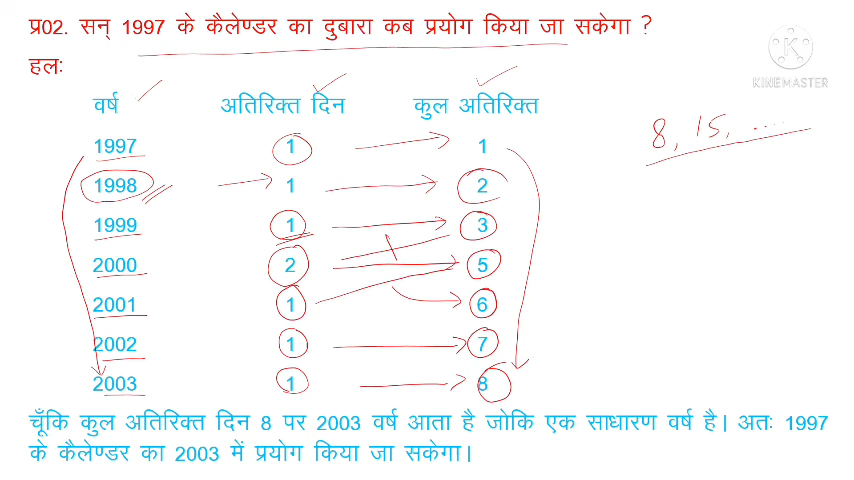 प्र02. सन् 1997 के कैलेण्डर का दुबारा कब प्रयोग किया जा सकेगा ?
KINEMASTER
हलः
वर्ष अतिरिक्त दिन कुल अतिरिक्त
8, 15, ....
1997 1 1
1998 1 2
1999 1 3
2000 2 5
2001 1 6
2002 1 7
2003 1 8
चूँकि कुल अतिरिक्त दिन 8 पर 2003 वर्ष आता है जोकि एक साधारण वर्ष है। अतः 1997
के कैलेण्डर का 2003 में प्रयोग किया जा सकेगा।